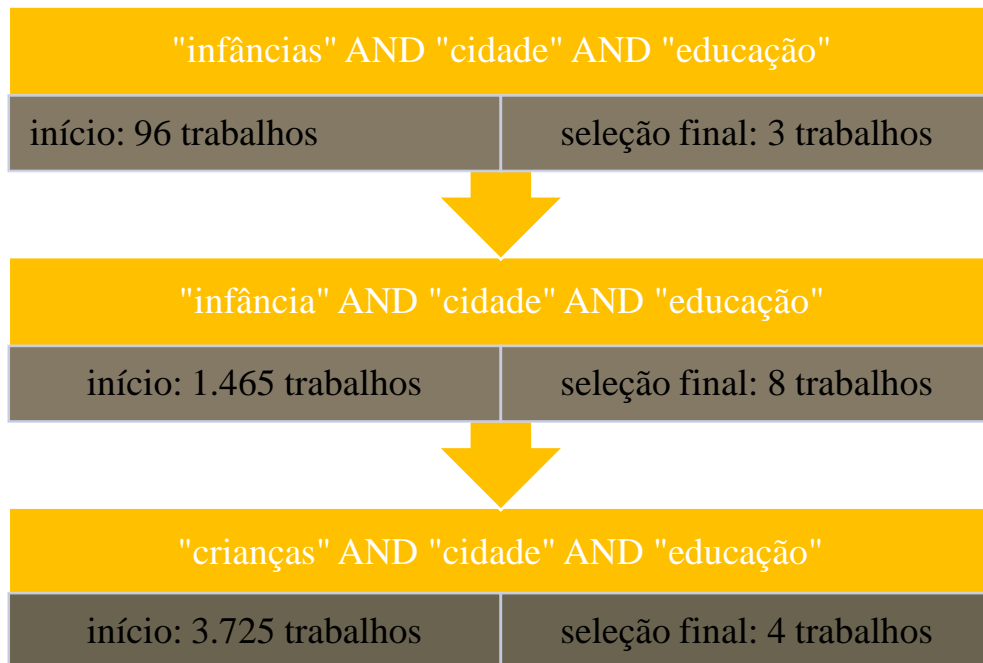 "infâncias" AND "cidade" AND "educação"
início: 96 trabalhos
seleção final: 3 trabalhos
"infância" AND "cidade" AND "educação"
início: 1.465 trabalhos
seleção final: 8 trabalhos
"crianças" AND "cidade" AND "educação"
início: 3.725 trabalhos
seleção final: 4 trabalhos